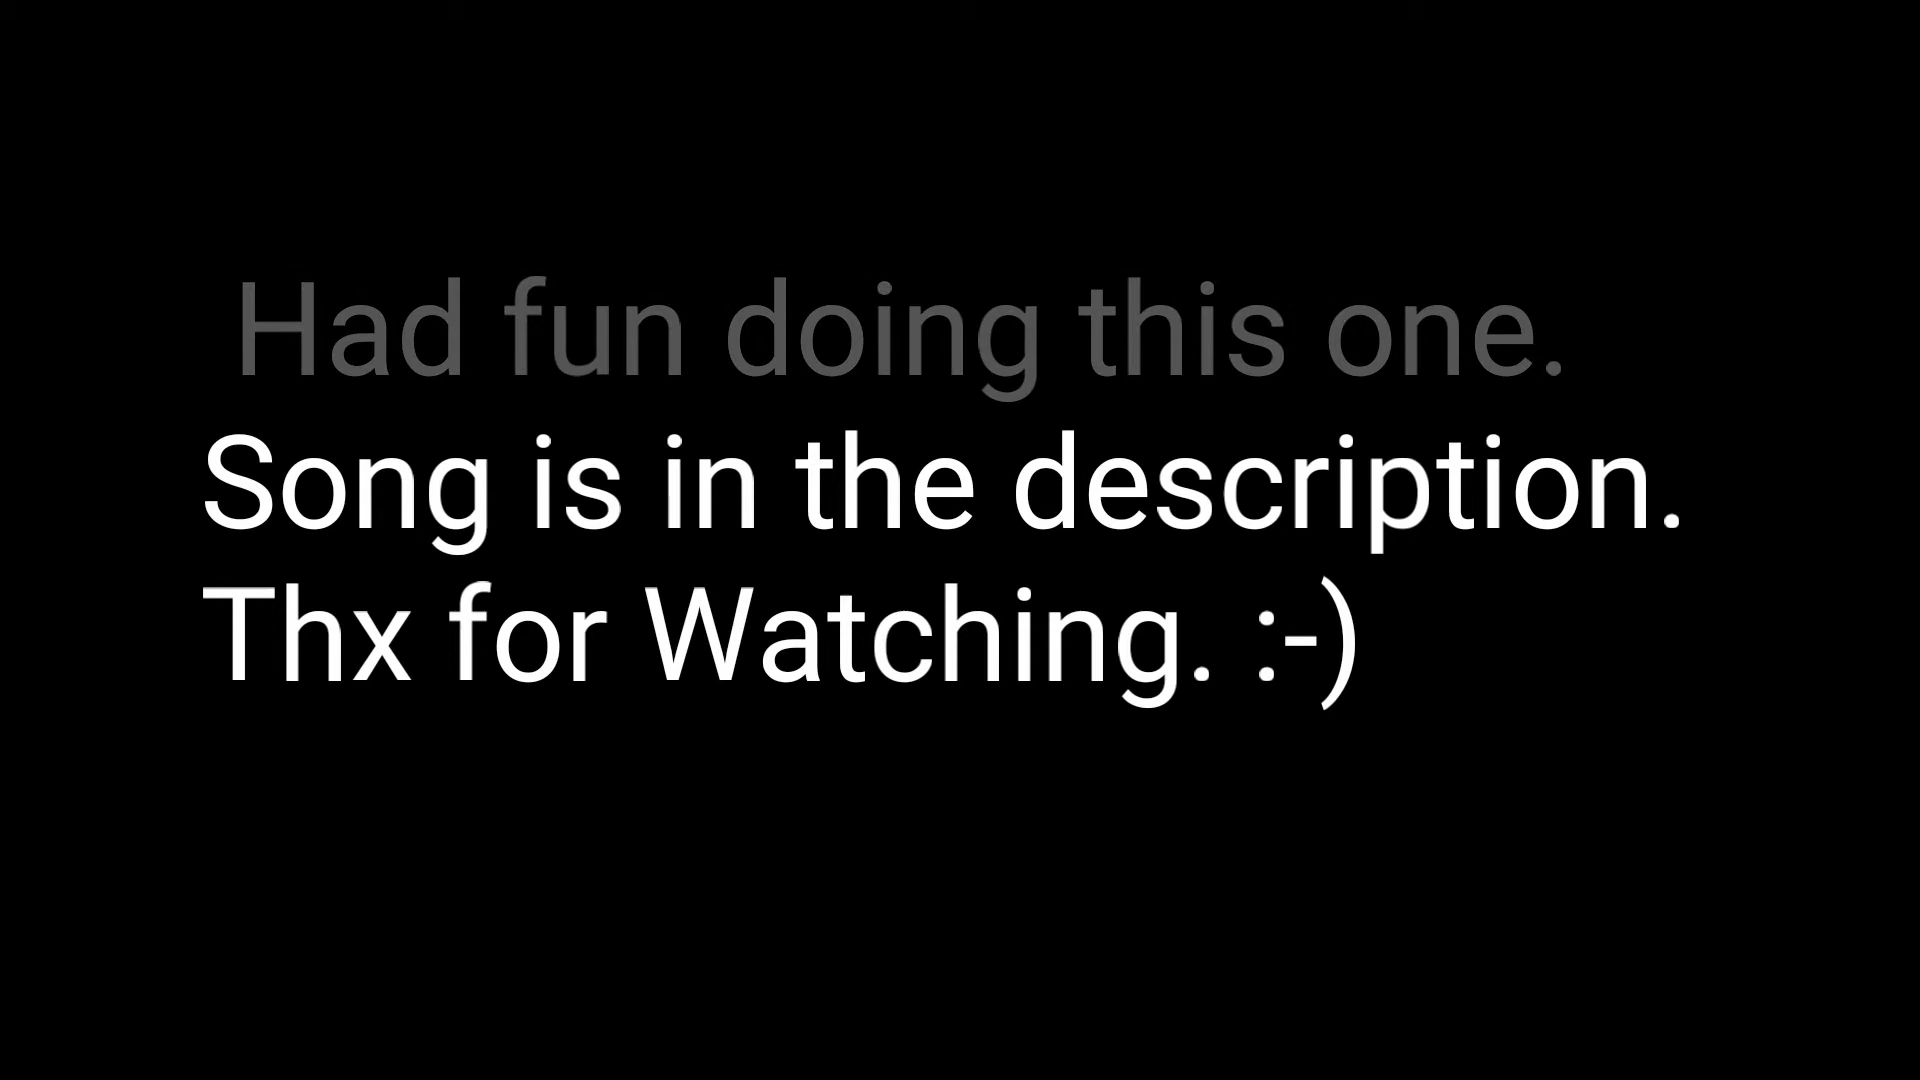 Had fun doing this one.
Song is in the description.
Thx for Watching. :-)